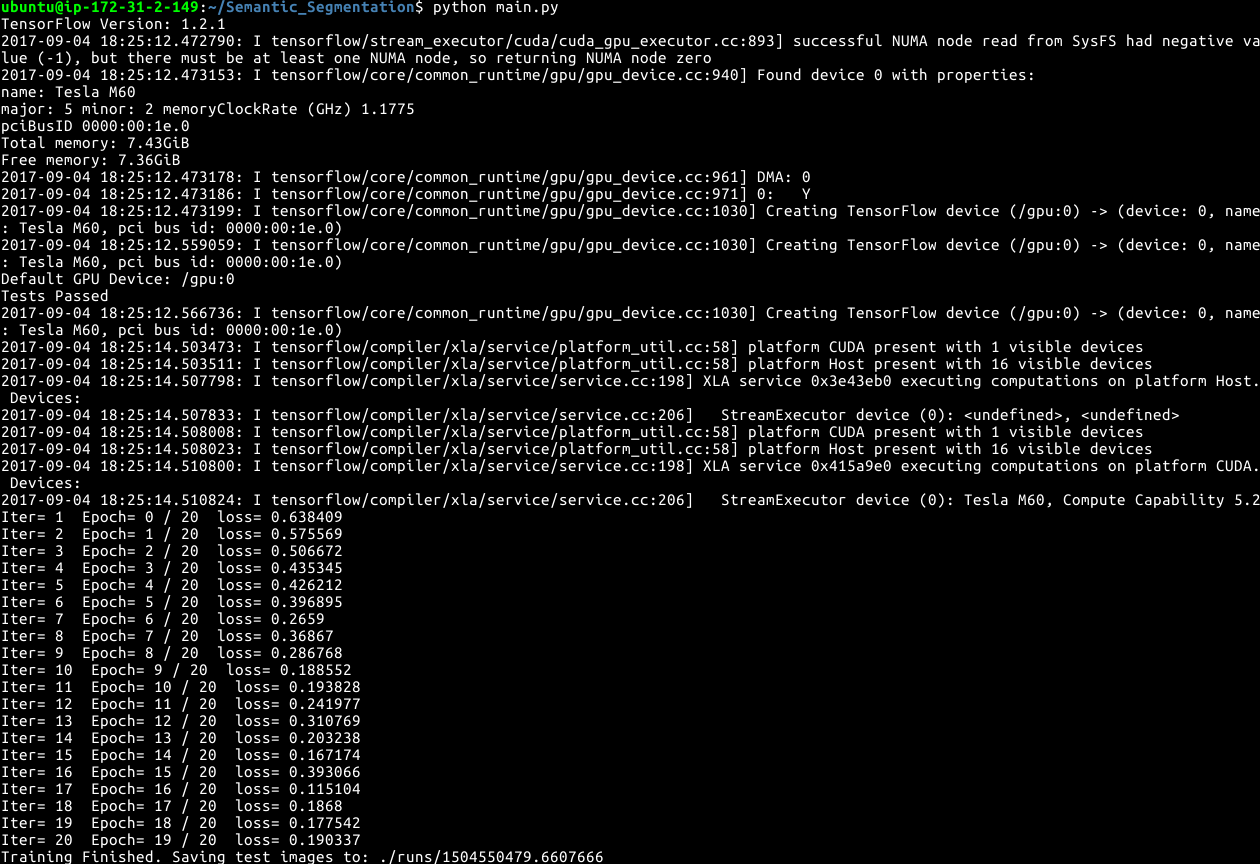 ubuntu@ip-172-31-2-149:~/Semantic_Segmentation$ python main.py
TensorFlow Version: 1.2.1
2017-09-04 18:25:12.472790: I tensorflow/stream_executor/cuda/cuda_gpu_executor.cc:893] successful NUMA node read from SysFS had negative va
lue (-1), but there must be at least one NUMA node, so returning NUMA node zero
2017-09-04 18:25:12.473153: I tensorflow/core/common_runtime/gpu/gpu_device.cc:940] Found device 0 with properties:
name: Tesla M60
major: 5 minor: 2 memoryClockRate (GHz) 1.1775
pciBusID 0000:00:1e.0
Total memory: 7.43GiB
Free memory: 7.36GiB
2017-09-04 18:25:12.473178: I tensorflow/core/common_runtime/gpu/gpu_device.cc:961] DMA: 0
2017-09-04 18:25:12.473186: I tensorflow/core/common_runtime/gpu/gpu_device.cc:971] 0:   Y
2017-09-04 18:25:12.473199: I tensorflow/core/common_runtime/gpu/gpu_device.cc:1030] Creating TensorFlow device (/gpu:0) -> (device: 0, name
: Tesla M60, pci bus id: 0000:00:1e.0)
2017-09-04 18:25:12.559059: I tensorflow/core/common_runtime/gpu/gpu_device.cc:1030] Creating TensorFlow device (/gpu:0) -> (device: 0, name
: Tesla M60, pci bus id: 0000:00:1e.0)
Default GPU Device: /gpu:0
Tests Passed
2017-09-04 18:25:12.566736: I tensorflow/core/common_runtime/gpu/gpu_device.cc:1030] Creating TensorFlow device (/gpu:0) -> (device: 0, name
: Tesla M60, pci bus id: 0000:00:1e.0)
2017-09-04 18:25:14.503473: I tensorflow/compiler/xla/service/platform_util.cc:58] platform CUDA present with 1 visible devices
2017-09-04 18:25:14.503511: I tensorflow/compiler/xla/service/platform_util.cc:58] platform Host present with 16 visible devices
2017-09-04 18:25:14.507798: I tensorflow/compiler/xla/service/service.cc:198] XLA service 0x3e43eb0 executing computations on platform Host.
 Devices:
2017-09-04 18:25:14.507833: I tensorflow/compiler/xla/service/service.cc:206]   StreamExecutor device (0): <undefined>, <undefined>
2017-09-04 18:25:14.508008: I tensorflow/compiler/xla/service/platform_util.cc:58] platform CUDA present with 1 visible devices
2017-09-04 18:25:14.508023: I tensorflow/compiler/xla/service/platform_util.cc:58] platform Host present with 16 visible devices
2017-09-04 18:25:14.510800: I tensorflow/compiler/xla/service/service.cc:198] XLA service 0x415a9e0 executing computations on platform CUDA.
 Devices:
2017-09-04 18:25:14.510824: I tensorflow/compiler/xla/service/service.cc:206]   StreamExecutor device (0): Tesla M60, Compute Capability 5.2
Iter= 1  Epoch= 0 / 20  loss= 0.638409
Iter= 2  Epoch= 1 / 20  loss= 0.575569
Iter= 3  Epoch= 2 / 20  loss= 0.506672
Iter= 4  Epoch= 3 / 20  loss= 0.435345
Iter= 5  Epoch= 4 / 20  loss= 0.426212
Iter= 6  Epoch= 5 / 20  loss= 0.396895
Iter= 7  Epoch= 6 / 20  loss= 0.2659
Iter= 8  Epoch= 7 / 20  loss= 0.36867
Iter= 9  Epoch= 8 / 20  loss= 0.286768
Iter= 10  Epoch= 9 / 20  loss= 0.188552
Iter= 11  Epoch= 10 / 20  loss= 0.193828
Iter= 12  Epoch= 11 / 20  loss= 0.241977
Iter= 13  Epoch= 12 / 20  loss= 0.310769
Iter= 14  Epoch= 13 / 20  loss= 0.203238
Iter= 15  Epoch= 14 / 20  loss= 0.167174
Iter= 16  Epoch= 15 / 20  loss= 0.393066
Iter= 17  Epoch= 16 / 20  loss= 0.115104
Iter= 18  Epoch= 17 / 20  loss= 0.1868
Iter= 19  Epoch= 18 / 20  loss= 0.177542
Iter= 20  Epoch= 19 / 20  loss= 0.190337
Training Finished. Saving test images to: ./runs/1504550479.6607666